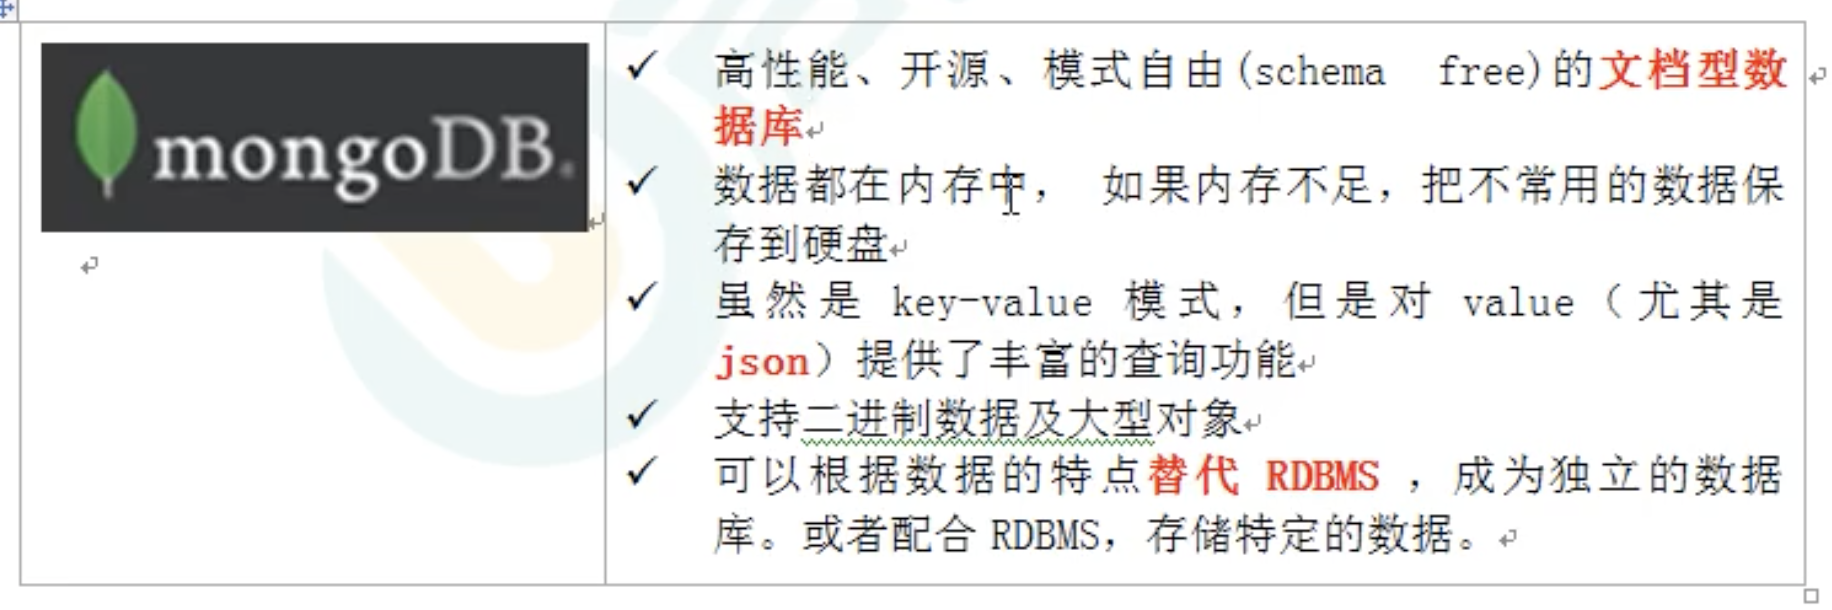 mongoDB
高性能、开源、模式自由(schema free)的文档型数
据库
数据都在内存中， 如果内存不足，把不常用的数据保
存到硬盘
虽然是 key-value 模式，但是对 value（尤其是
json）提供了丰富的查询功能
支持二进制数据及大型对象
可以根据数据的特点替代 RDBMS ，成为独立的数据
库。或者配合 RDBMS，存储特定的数据。